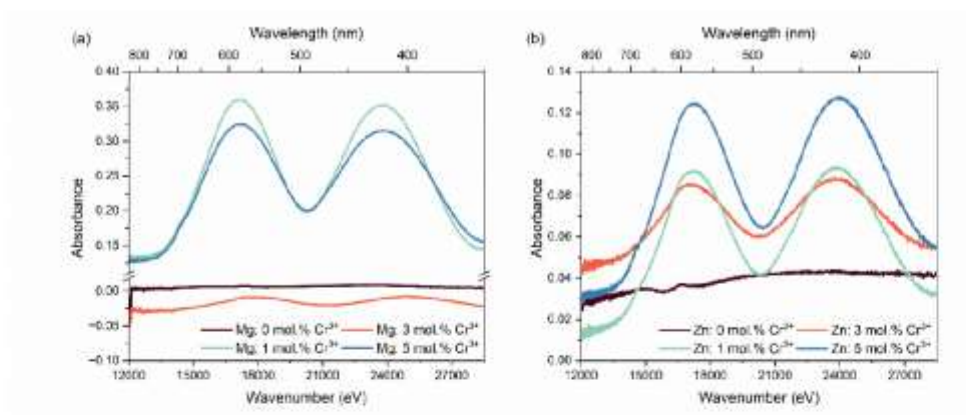 (a)
Wavelength (nm)
800 700 600 500 400
0.40
0.35
0.30
0.25
0.20
0.15
0.00
−0.05
−0.10
Absorbance
Mg: 0 mol.% Cr³⁺ Mg: 3 mol.% Cr³⁺
Mg: 1 mol.% Cr³⁺ Mg: 5 mol.% Cr³⁺
12000 15000 18000 21000 24000 27000
Wavenumber (eV)
(b)
Wavelength (nm)
800 700 600 500 400
0.14
0.12
0.10
0.08
0.06
0.04
0.02
0.00
Absorbance
Zn: 0 mol.% Cr³⁺ Zn: 3 mol.% Cr³⁺
Zn: 1 mol.% Cr³⁺ Zn: 5 mol.% Cr³⁺
12000 15000 18000 21000 24000 27000
Wavenumber (eV)